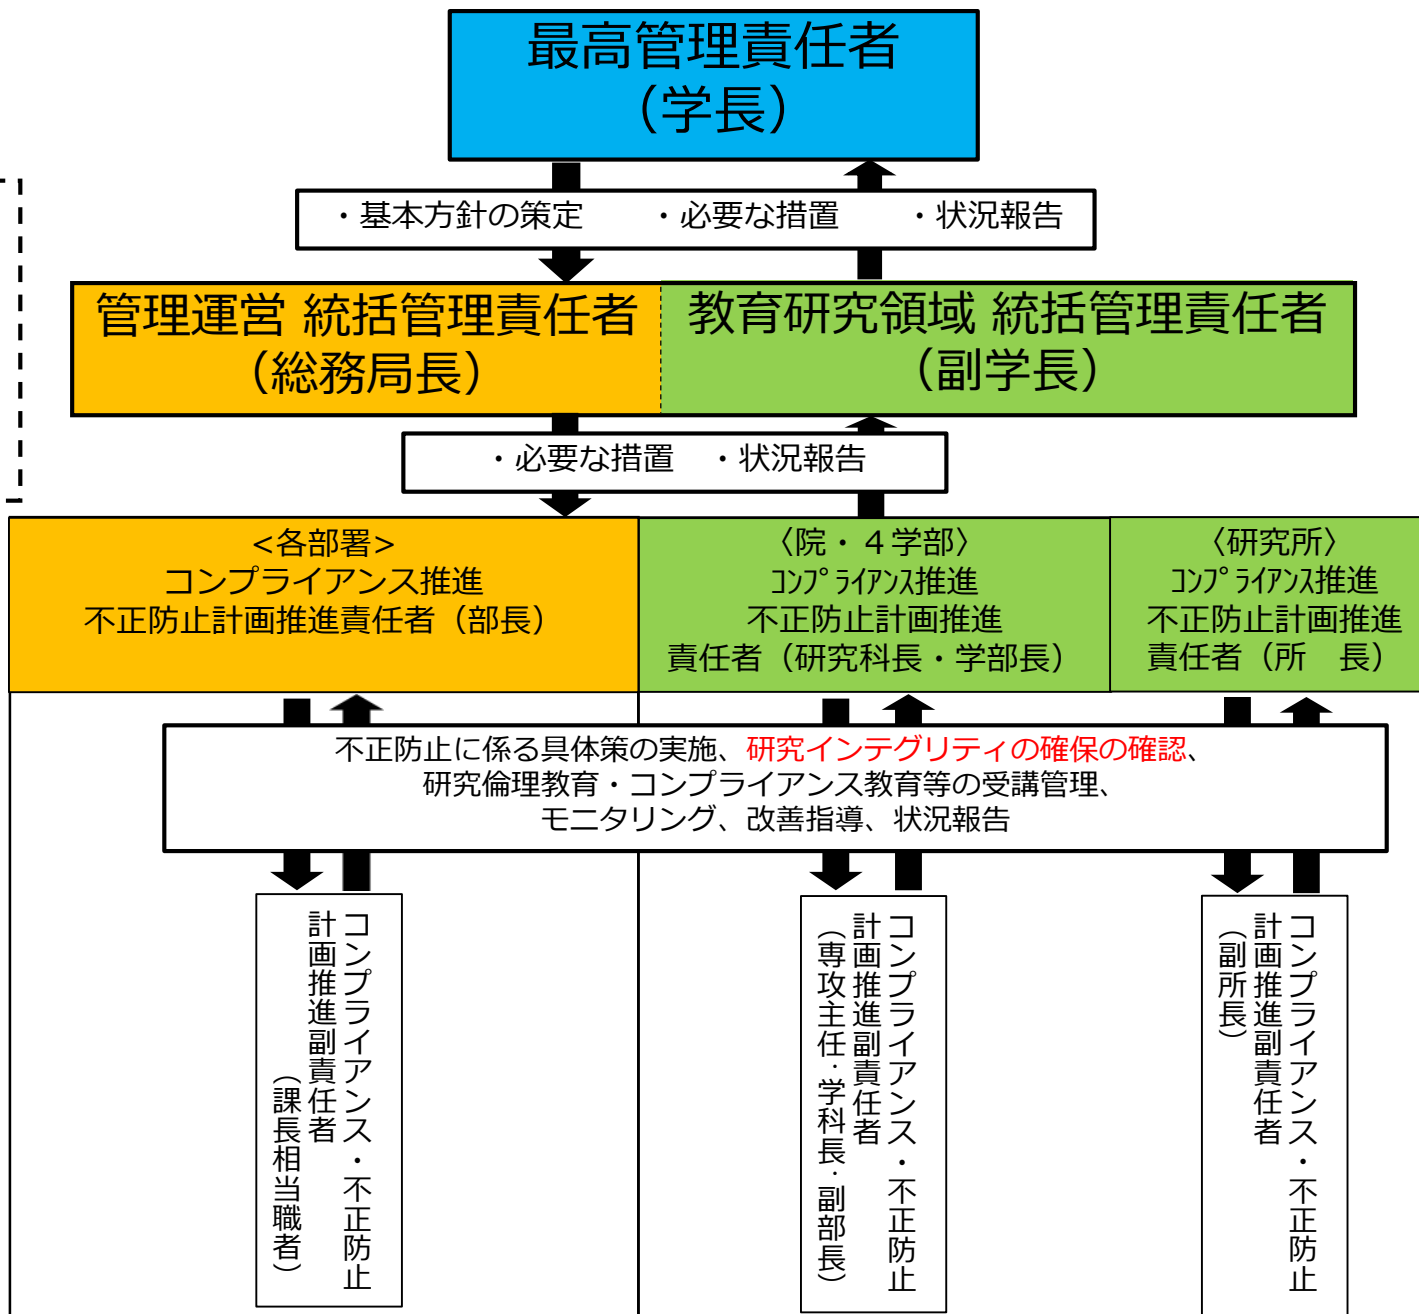 最高管理責任者
（学長）
・基本方針の策定　　・必要な措置　　・状況報告
管理運営 統括管理責任者
（総務局長）
教育研究領域 統括管理責任者
（副学長）
・必要な措置　・状況報告
<各部署>
コンプライアンス推進
不正防止計画推進責任者（部長）
〈院・４学部〉
ｺﾝﾌﾟﾗｲｱﾝｽ推進
不正防止計画推進
責任者（研究科長・学部長）
〈研究所〉
ｺﾝﾌﾟﾗｲｱﾝｽ推進
不正防止計画推進
責任者（所　長）
不正防止に係る具体策の実施、研究インテグリティの確保の確認、
研究倫理教育・コンプライアンス教育等の受講管理、
モニタリング、改善指導、状況報告
コンプライアンス・不正防止
計画推進副責任者
（課長相当職者）
コンプライアンス・不正防止
計画推進副責任者
（専攻主任・学科長・副部長）
コンプライアンス・不正防止
計画推進副責任者
（副所長）